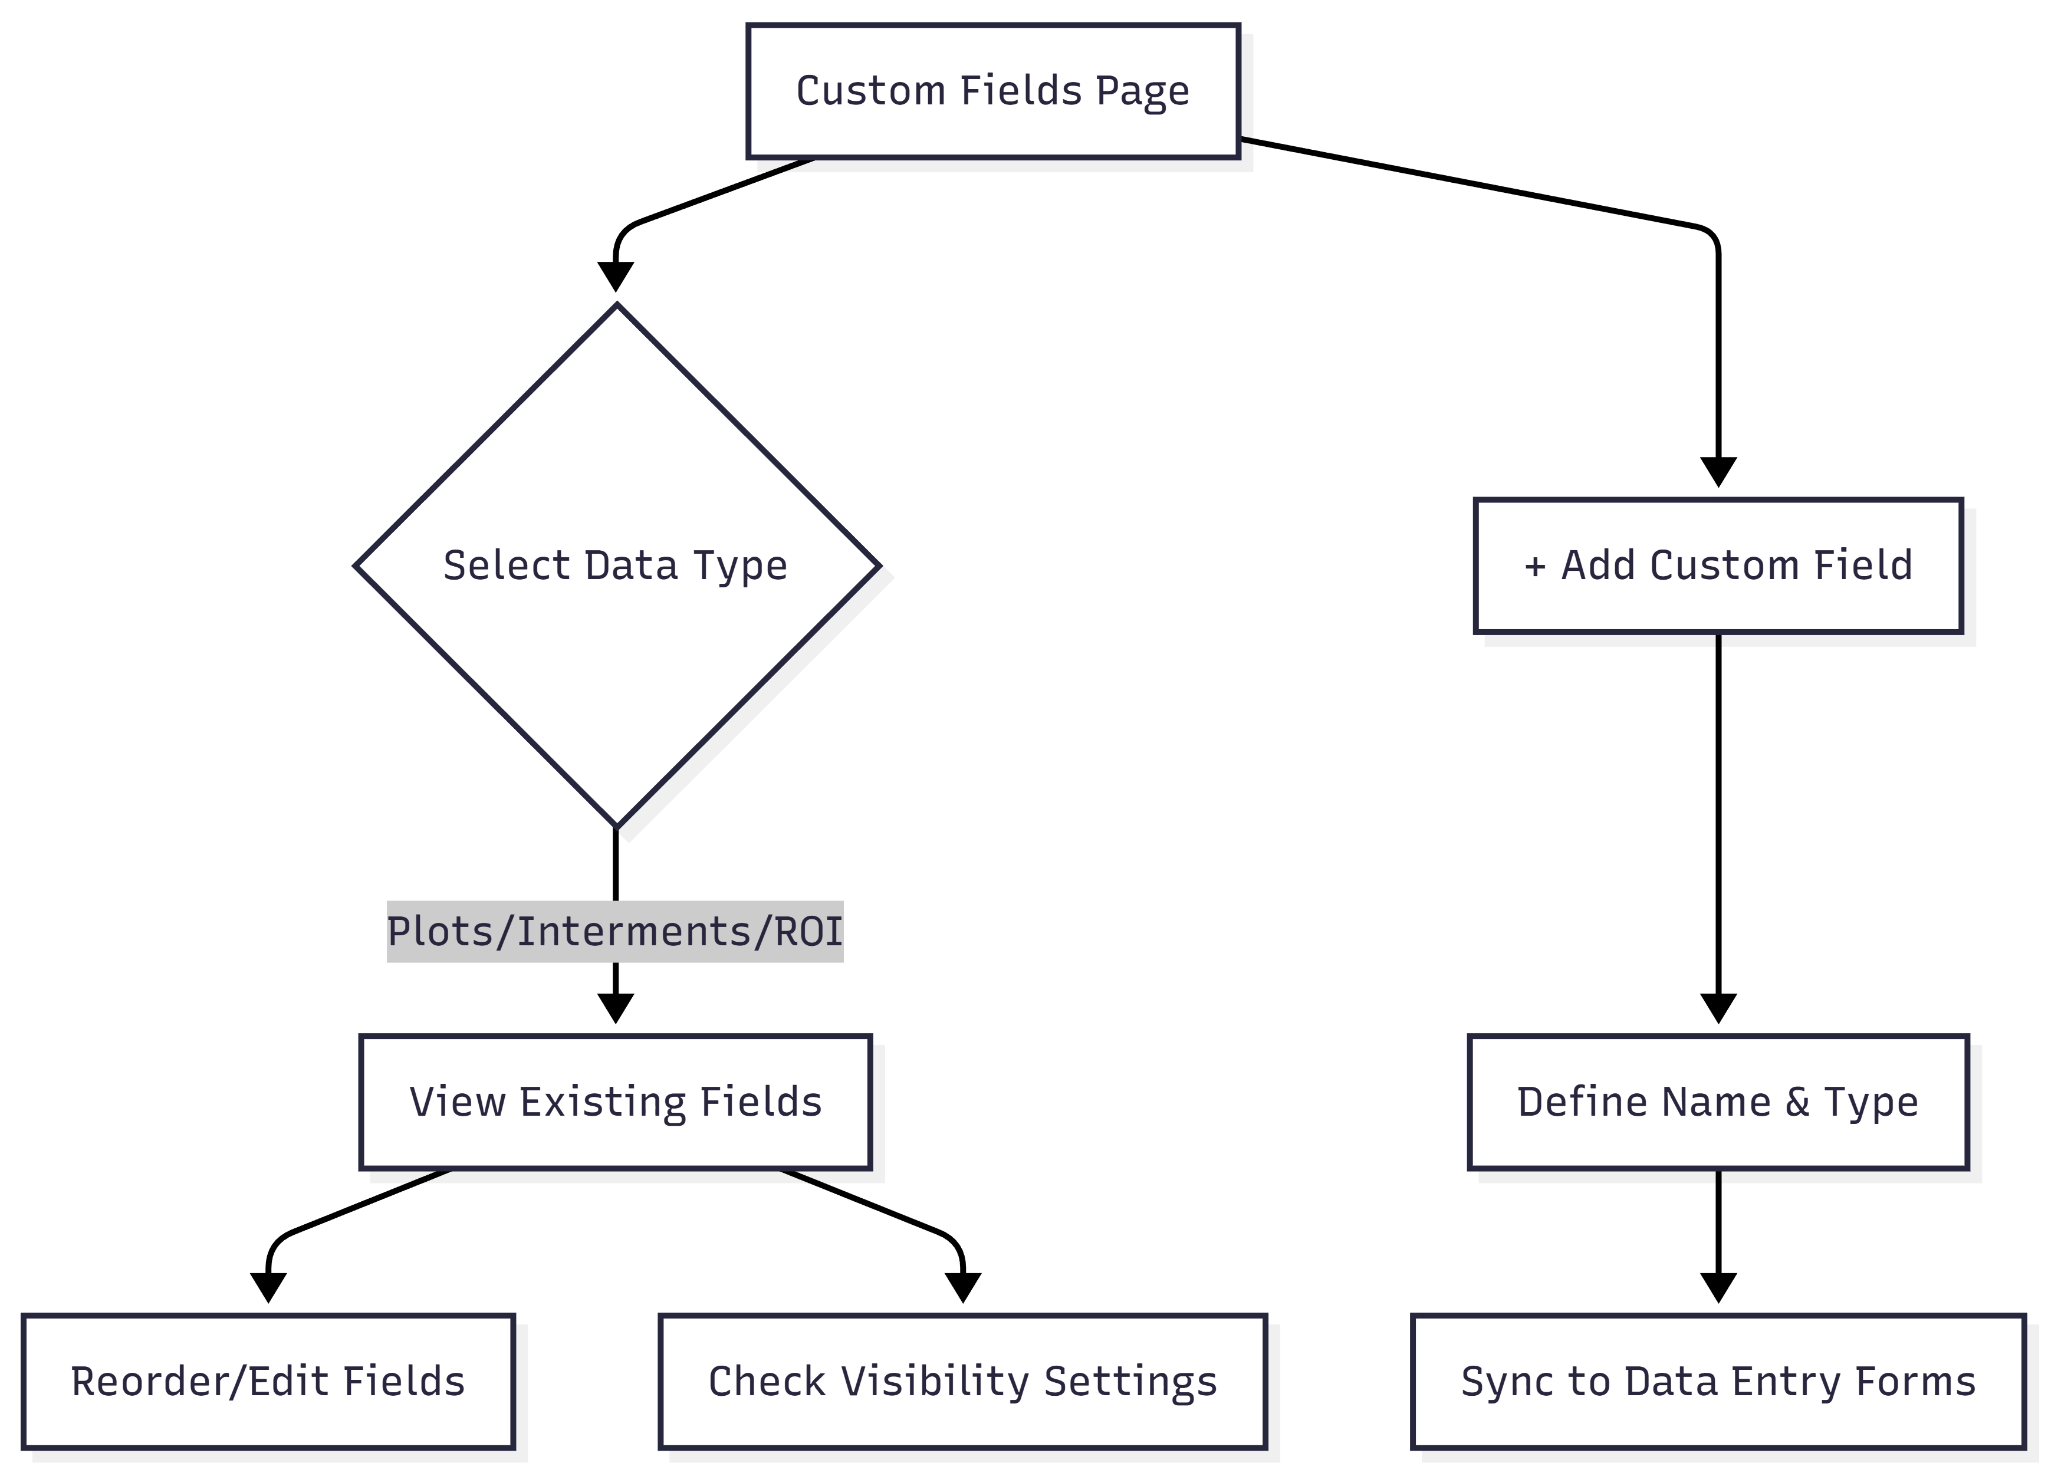 Custom Fields Page
Select Data Type
+ Add Custom Field
Plots/Interments/ROI
View Existing Fields
Define Name & Type
Reorder/Edit Fields
Check Visibility Settings
Sync to Data Entry Forms